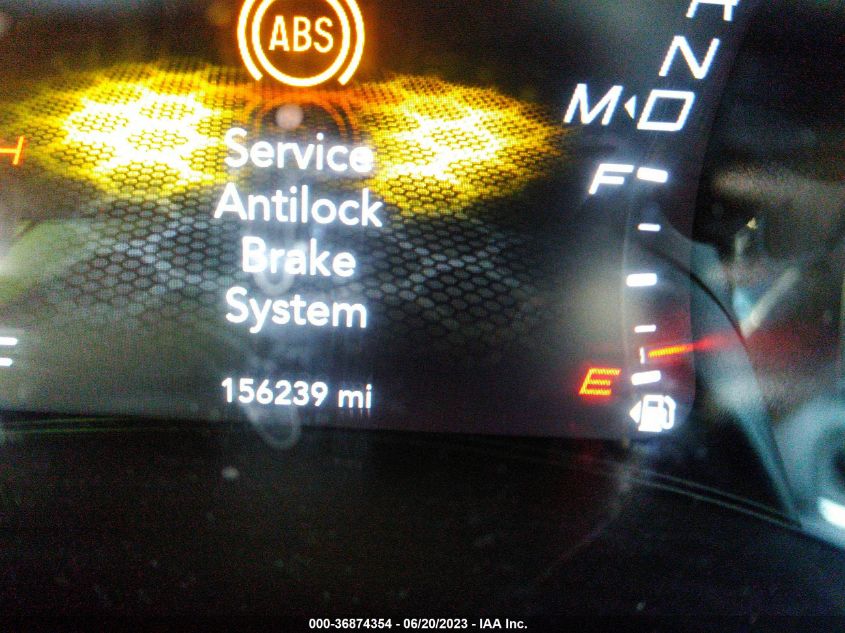 ABS
Service
Antilock
Brake
System
156239 mi
R
N
M D
F
E
H
000-36874354 - 06/20/2023 - IAA Inc.